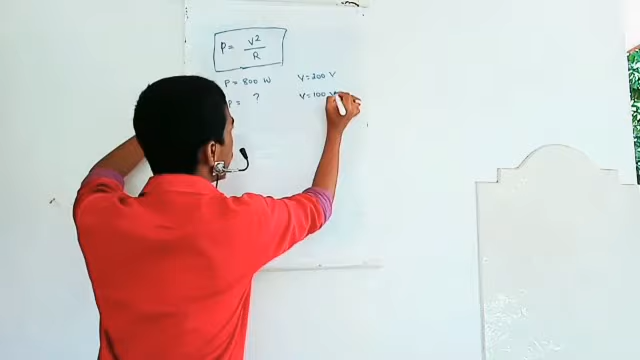 P = V²/R
P = 800 W V = 200 V
P = ? V = 100 V